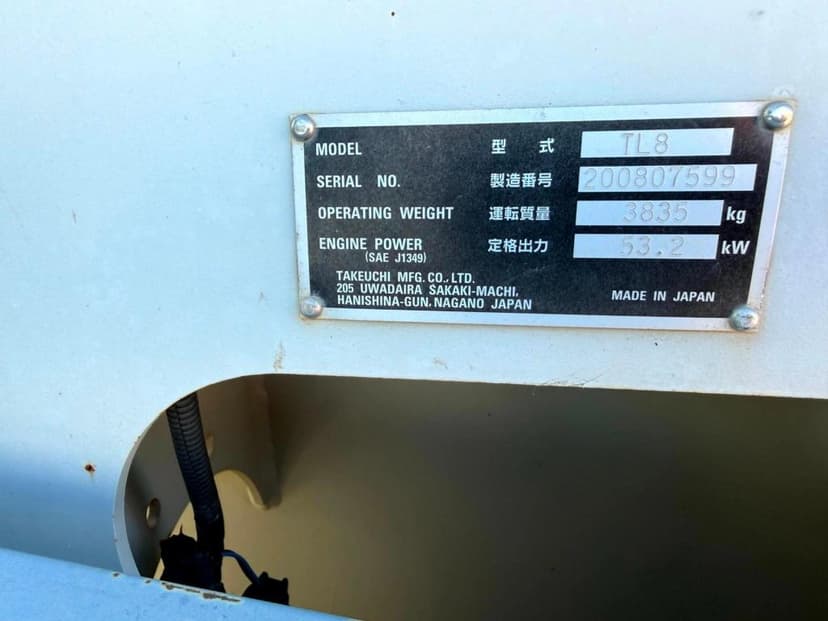 MODEL 型式 TL8
SERIAL NO. 製造番号 200807599
OPERATING WEIGHT 運転質量 3835 kg
ENGINE POWER 定格出力 53.2 kW
(SAE J1349)
TAKEUCHI MFG. CO., LTD.
205 UWADAIRA SAKAKI-MACHI,
HANISHINA-GUN, NAGANO JAPAN
MADE IN JAPAN